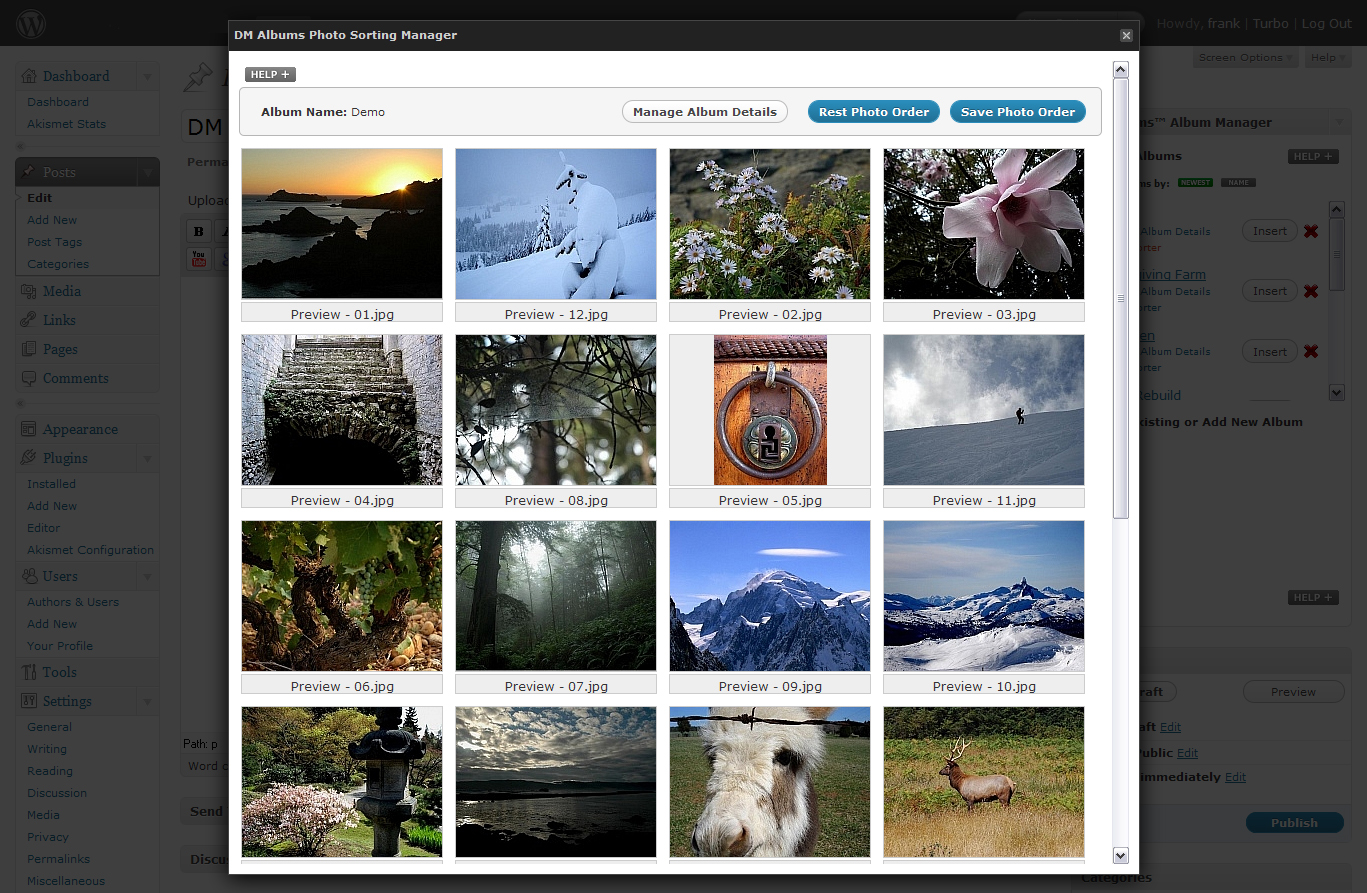 Howdy, frank | Turbo | Log Out
Screen Options
Help
Dashboard
Dashboard
Akismet Stats
Posts
Edit
Add New
Post Tags
Categories
Media
Links
Pages
Comments
Appearance
Plugins
Installed
Add New
Editor
Akismet Configuration
Users
Authors & Users
Add New
Your Profile
Tools
Settings
General
Writing
Reading
Discussion
Media
Privacy
Permalinks
Miscellaneous
DM
Perma
Uploa
B
You Tube
Path: p
Word
Send
Discu
DM Albums Photo Sorting Manager
HELP +
Album Name: Demo
Manage Album Details
Rest Photo Order
Save Photo Order
Preview - 01.jpg
Preview - 12.jpg
Preview - 02.jpg
Preview - 03.jpg
Preview - 04.jpg
Preview - 08.jpg
Preview - 05.jpg
Preview - 11.jpg
Preview - 06.jpg
Preview - 07.jpg
Preview - 09.jpg
Preview - 10.jpg
ms™ Album Manager
Albums
HELP +
ms by: NEWEST NAME
Album Details
rter
Insert
iving Farm
Album Details
rter
Insert
en
Album Details
rter
Insert
Rebuild
xisting or Add New Album
HELP +
raft
Preview
aft Edit
Public Edit
immediately Edit
Publish
Categories